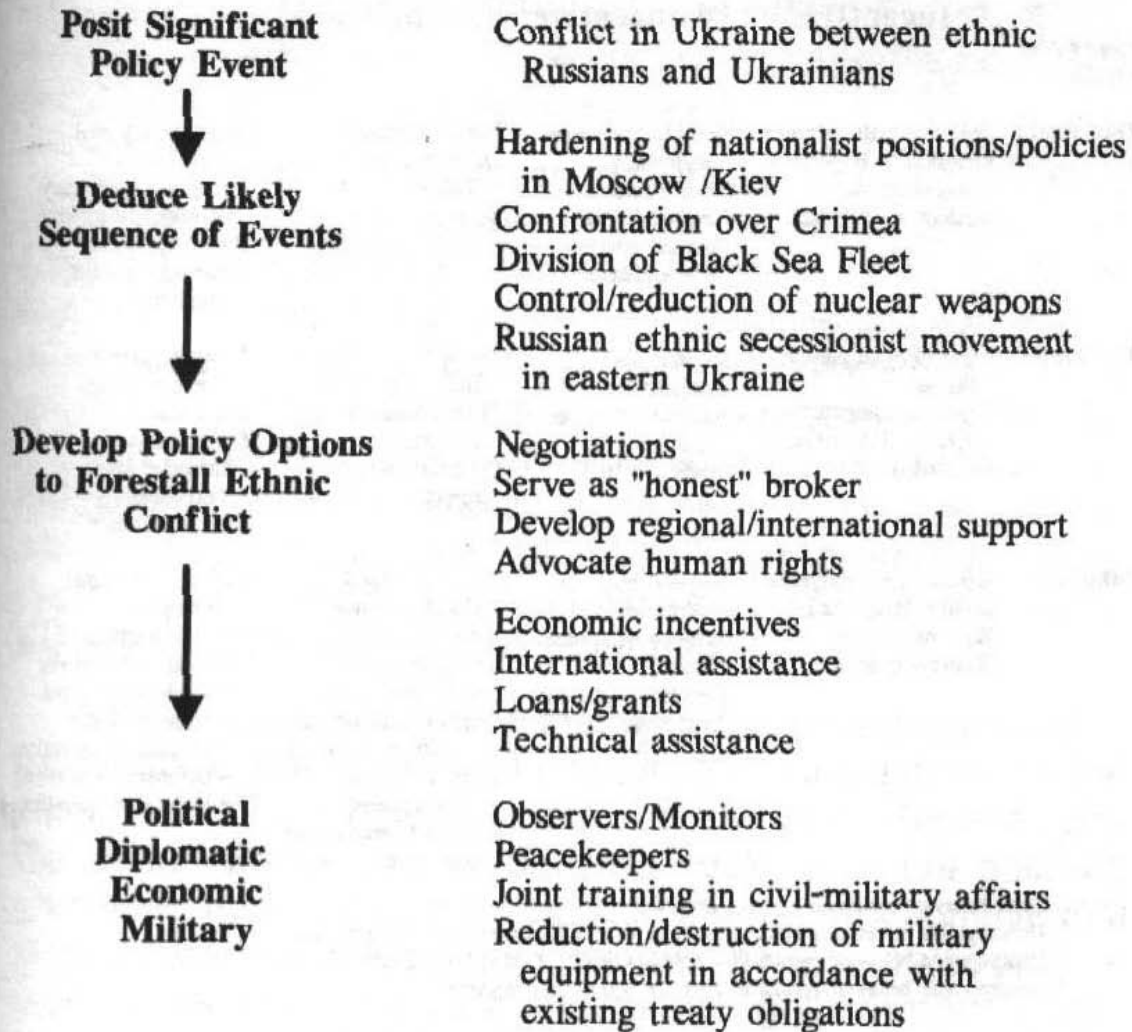 Posit Significant
Policy Event
Conflict in Ukraine between ethnic
Russians and Ukrainians
Deduce Likely
Sequence of Events
Hardening of nationalist positions/policies
in Moscow /Kiev
Confrontation over Crimea
Division of Black Sea Fleet
Control/reduction of nuclear weapons
Russian ethnic secessionist movement
in eastern Ukraine
Develop Policy Options
to Forestall Ethnic
Conflict
Negotiations
Serve as "honest" broker
Develop regional/international support
Advocate human rights
Economic incentives
International assistance
Loans/grants
Technical assistance
Political
Diplomatic
Economic
Military
Observers/Monitors
Peacekeepers
Joint training in civil-military affairs
Reduction/destruction of military
equipment in accordance with
existing treaty obligations